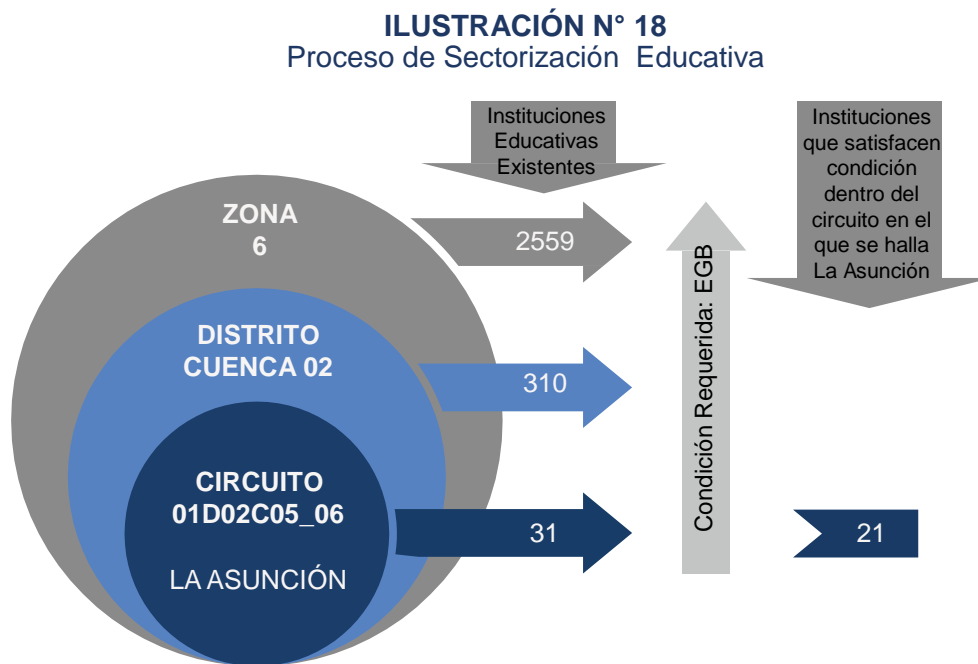 ILUSTRACIÓN N° 18
Proceso de Sectorización Educativa
Instituciones
Educativas
Existentes
Instituciones
que satisfacen
condición
dentro del
circuito en el
que se halla
La Asunción
ZONA
6
2559
DISTRITO
CUENCA 02
310
CIRCUITO
01D02C05_06
LA ASUNCIÓN
31
Condición Requerida: EGB
21